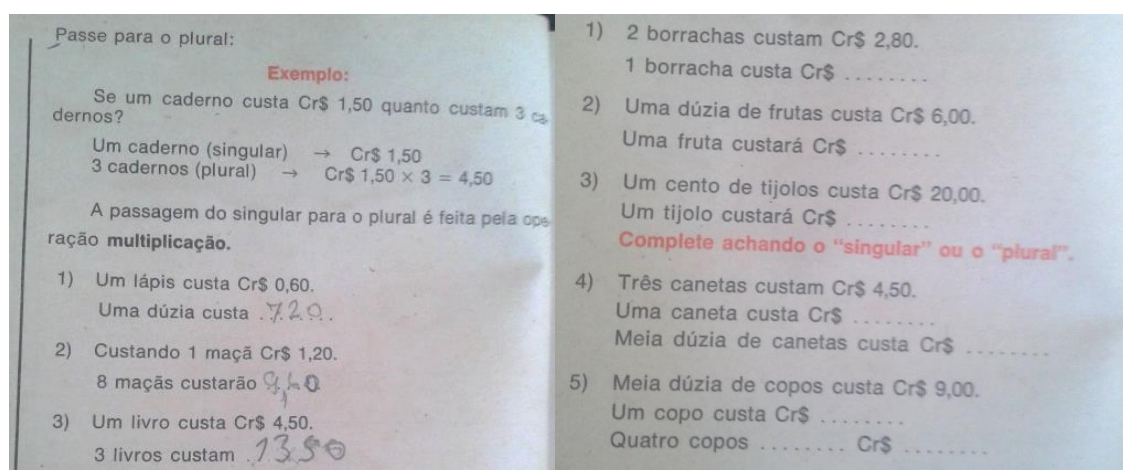 Passe para o plural:
Exemplo:
Se um caderno custa Cr$ 1,50 quanto custam 3 ca
dernos?
Um caderno (singular) → Cr$ 1,50
3 cadernos (plural) → Cr$ 1,50 × 3 = 4,50
A passagem do singular para o plural é feita pela ope
ração multiplicação.
1) Um lápis custa Cr$ 0,60.
Uma dúzia custa .7.20..
2) Custando 1 maçã Cr$ 1,20.
8 maçãs custarão 9,60
3) Um livro custa Cr$ 4,50.
3 livros custam .1350
1) 2 borrachas custam Cr$ 2,80.
1 borracha custa Cr$ ........
2) Uma dúzia de frutas custa Cr$ 6,00.
Uma fruta custará Cr$ ........
3) Um cento de tijolos custa Cr$ 20,00.
Um tijolo custará Cr$ ........
Complete achando o “singular” ou o “plural”.
4) Três canetas custam Cr$ 4,50.
Uma caneta custa Cr$ ........
Meia dúzia de canetas custa Cr$ ........
5) Meia dúzia de copos custa Cr$ 9,00.
Um copo custa Cr$ ........
Quatro copos ........ Cr$ ........